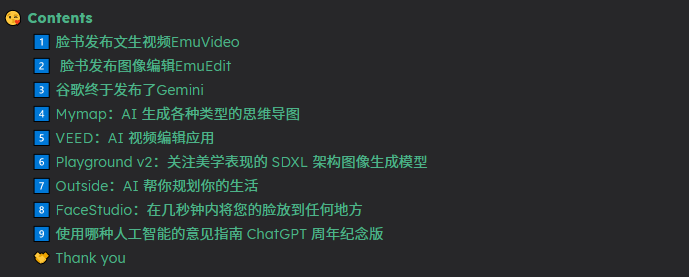 😘 Contents
1️⃣ 脸书发布文生视频EmuVideo
2️⃣ 脸书发布图像编辑EmuEdit
3️⃣ 谷歌终于发布了Gemini
4️⃣ Mymap：AI 生成各种类型的思维导图
5️⃣ VEED：AI 视频编辑应用
6️⃣ Playground v2：关注美学表现的 SDXL 架构图像生成模型
7️⃣ Outside：AI 帮你规划你的生活
8️⃣ FaceStudio：在几秒钟内将您的脸放到任何地方
9️⃣ 使用哪种人工智能的意见指南 ChatGPT 周年纪念版
🤝 Thank you